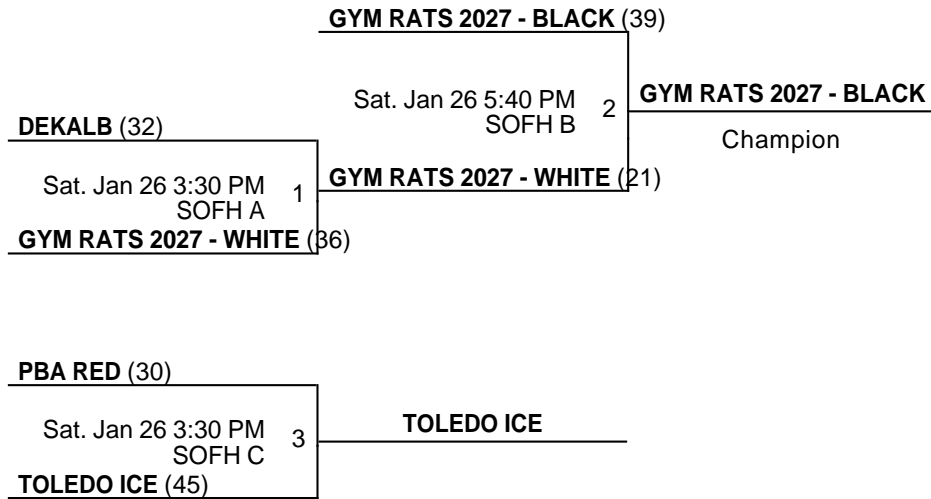 GYM RATS 2027 - BLACK (39)
Sat. Jan 26 5:40 PM 2
SOFH B
GYM RATS 2027 - BLACK
Champion
DEKALB (32)
Sat. Jan 26 3:30 PM 1
SOFH A
GYM RATS 2027 - WHITE (21)
GYM RATS 2027 - WHITE (36)
PBA RED (30)
Sat. Jan 26 3:30 PM 3
SOFH C
TOLEDO ICE
TOLEDO ICE (45)